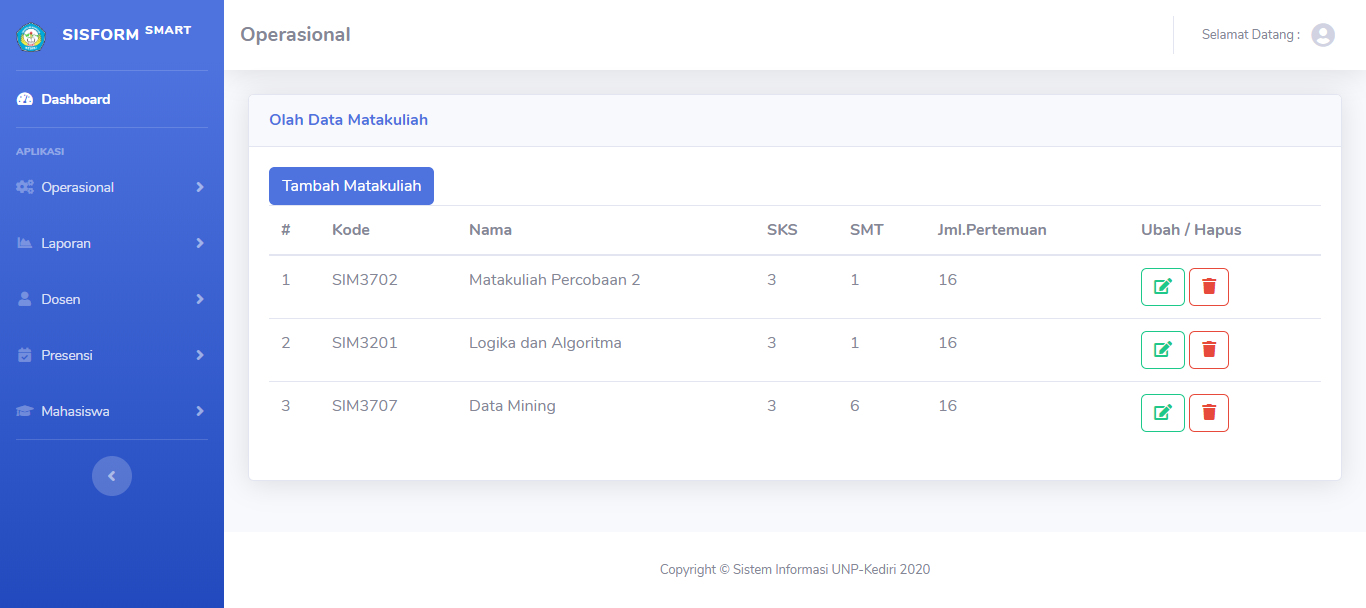 SISFORM SMART
Dashboard
APLIKASI
Operasional
Laporan
Dosen
Presensi
Mahasiswa
Operasional
Selamat Datang :
Olah Data Matakuliah
Tambah Matakuliah
# Kode Nama SKS SMT Jml.Pertemuan Ubah / Hapus
1 SIM3702 Matakuliah Percobaan 2 3 1 16
2 SIM3201 Logika dan Algoritma 3 1 16
3 SIM3707 Data Mining 3 6 16
Copyright © Sistem Informasi UNP-Kediri 2020